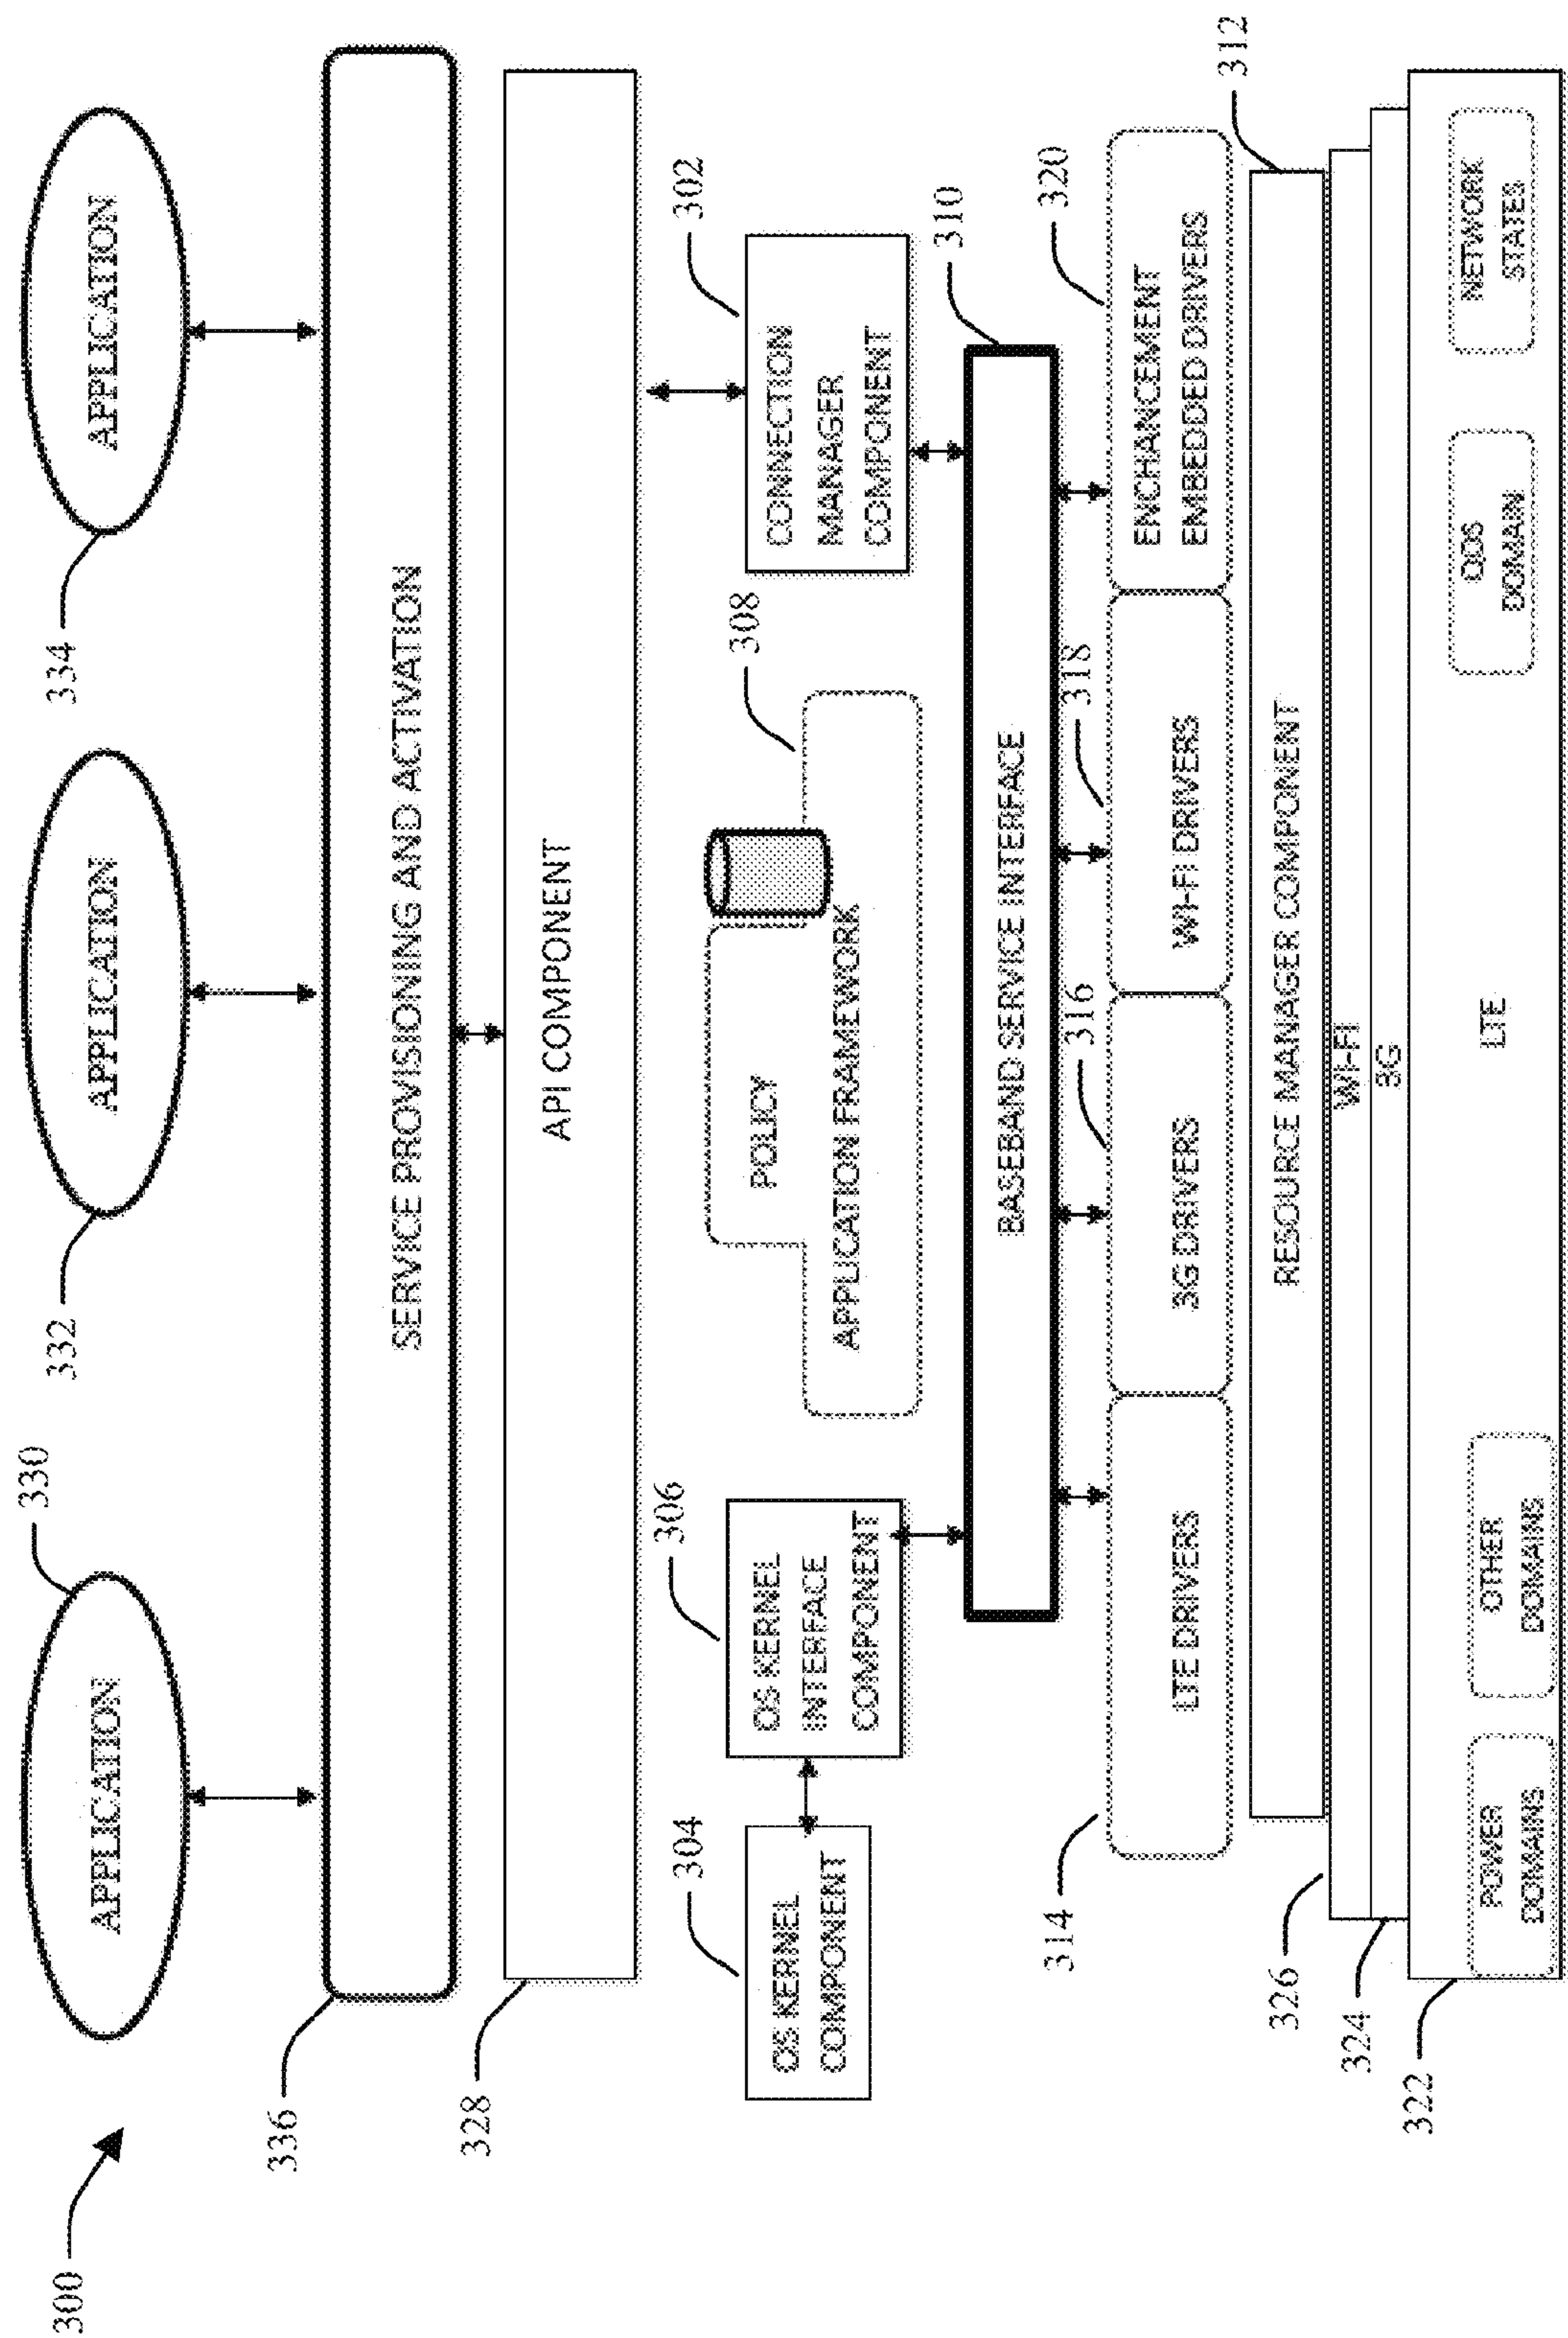 300
330
332
334
APPLICATION
APPLICATION
APPLICATION
336
SERVICE PROVISIONING AND ACTIVATION
328
API COMPONENT
304
OS KERNEL
COMPONENT
306
OS KERNEL
INTERFACE
COMPONENT
308
POLICY
APPLICATION FRAMEWORK
302
CONNECTION
MANAGER
COMPONENT
310
BASEBAND SERVICE INTERFACE
314
LTE DRIVERS
316
3G DRIVERS
318
WI-FI DRIVERS
320
ENCHANCEMENT
EMBEDDED DRIVERS
312
RESOURCE MANAGER COMPONENT
326
WI-FI
324
3G
322
LTE
POWER
DOMAINS
OTHER
DOMAINS
QOS
DOMAIN
NETWORK
STATES